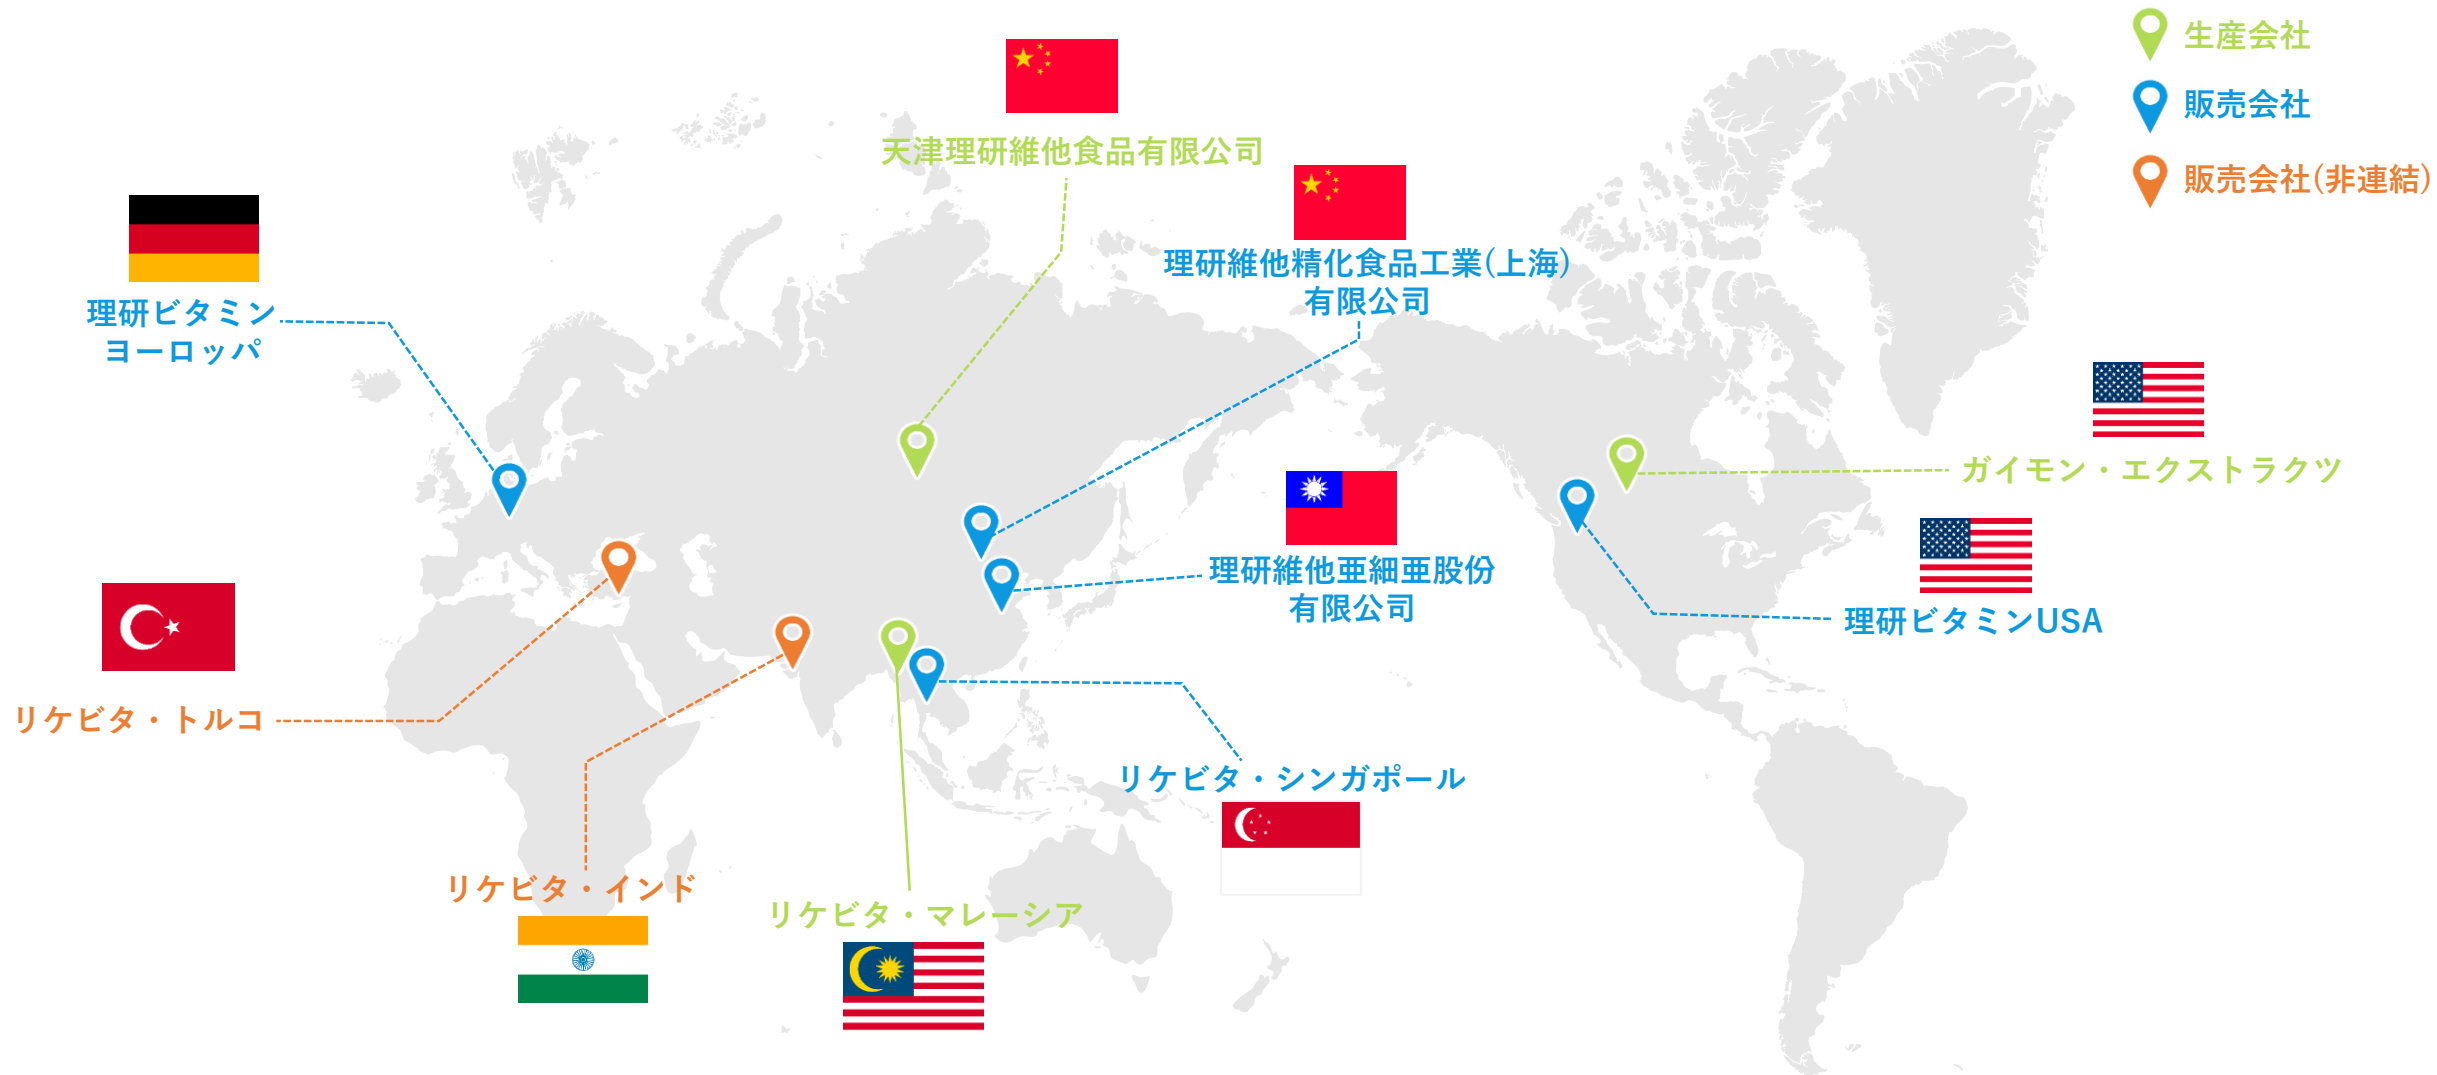 生産会社
販売会社
販売会社(非連結)
天津理研維他食品有限公司
理研維他精化食品工業(上海)
有限公司
理研ビタミン
ヨーロッパ
ガイモン・エクストラクツ
理研維他亜細亜股份
有限公司
理研ビタミンUSA
リケビタ・トルコ
リケビタ・シンガポール
リケビタ・インド
リケビタ・マレーシア